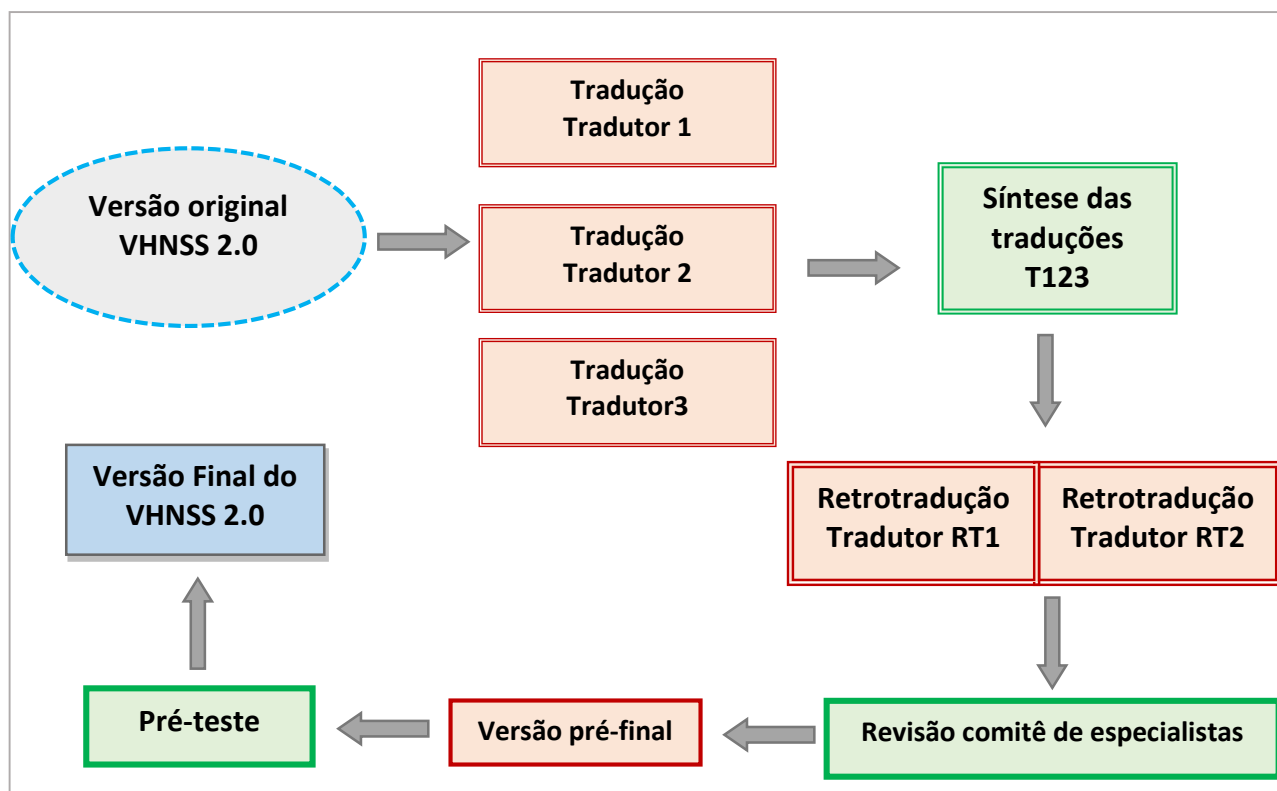 Versão original
VHNSS 2.0
Tradução
Tradutor 1
Tradução
Tradutor 2
Tradução
Tradutor3
Síntese das
traduções
T123
Retrotradução
Tradutor RT1
Retrotradução
Tradutor RT2
Revisão comitê de especialistas
Versão pré-final
Pré-teste
Versão Final do
VHNSS 2.0